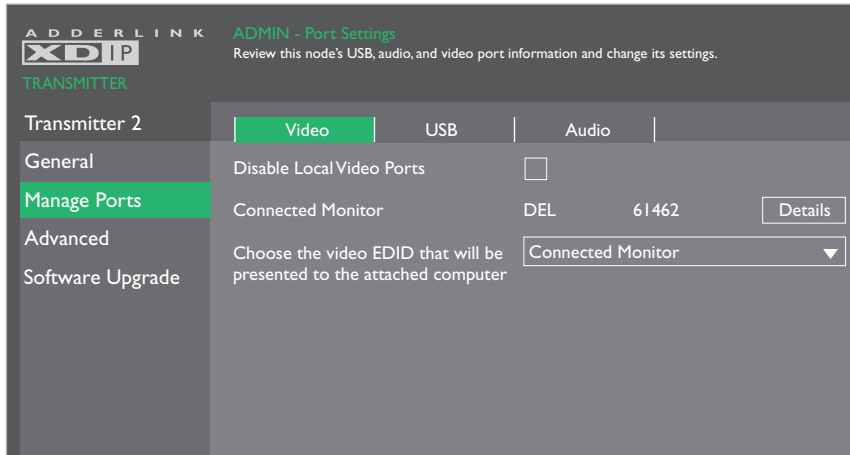 ADDERLINK
XDIP
TRANSMITTER
ADMIN - Port Settings
Review this node's USB, audio, and video port information and change its settings.
Transmitter 2
General
Manage Ports
Advanced
Software Upgrade
Video USB Audio
Disable Local Video Ports
Connected Monitor DEL 61462 Details
Choose the video EDID that will be
presented to the attached computer
Connected Monitor